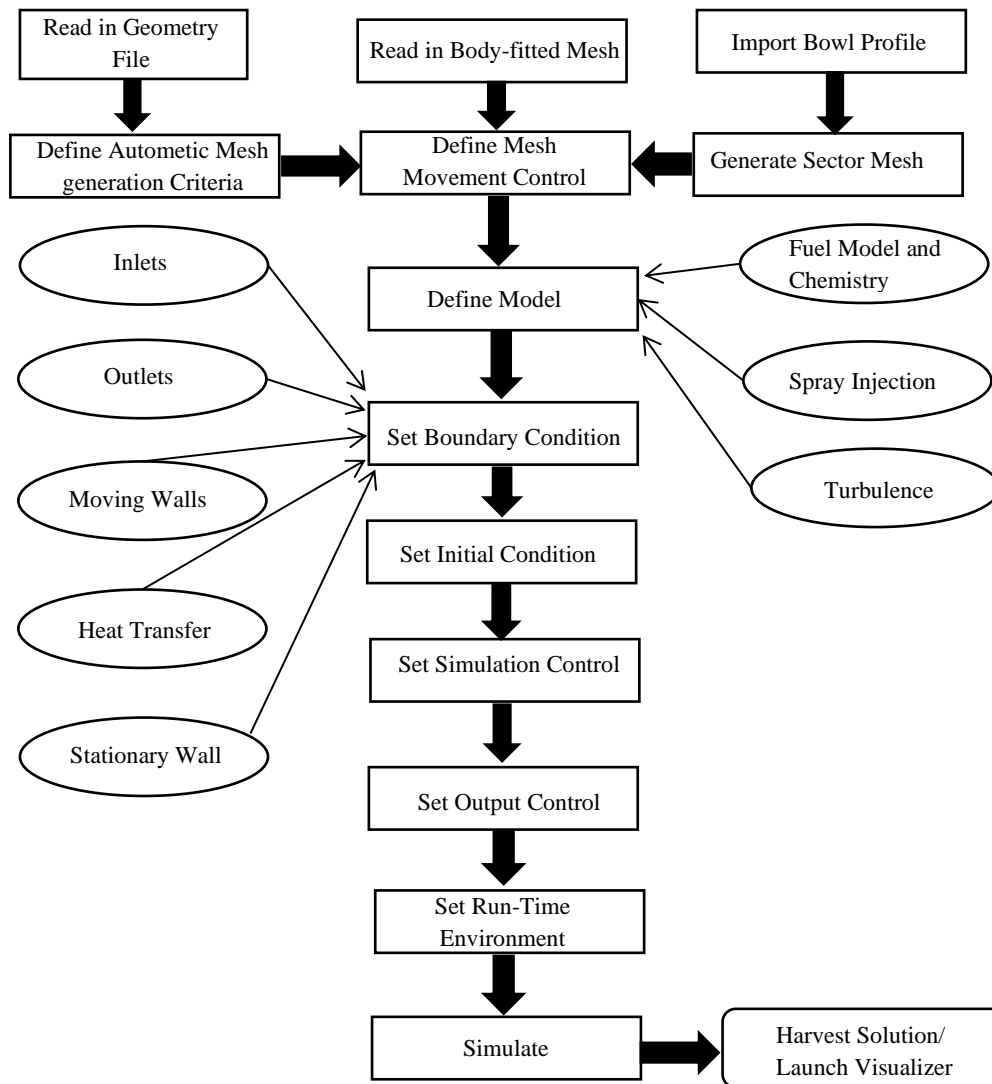 Read in Geometry
File
Read in Body-fitted Mesh
Import Bowl Profile
Define Autometic Mesh
generation Criteria
Define Mesh
Movement Control
Generate Sector Mesh
Inlets
Fuel Model and
Chemistry
Define Model
Outlets
Spray Injection
Set Boundary Condition
Moving Walls
Turbulence
Set Initial Condition
Heat Transfer
Set Simulation Control
Stationary Wall
Set Output Control
Set Run-Time
Environment
Simulate
Harvest Solution/
Launch Visualizer